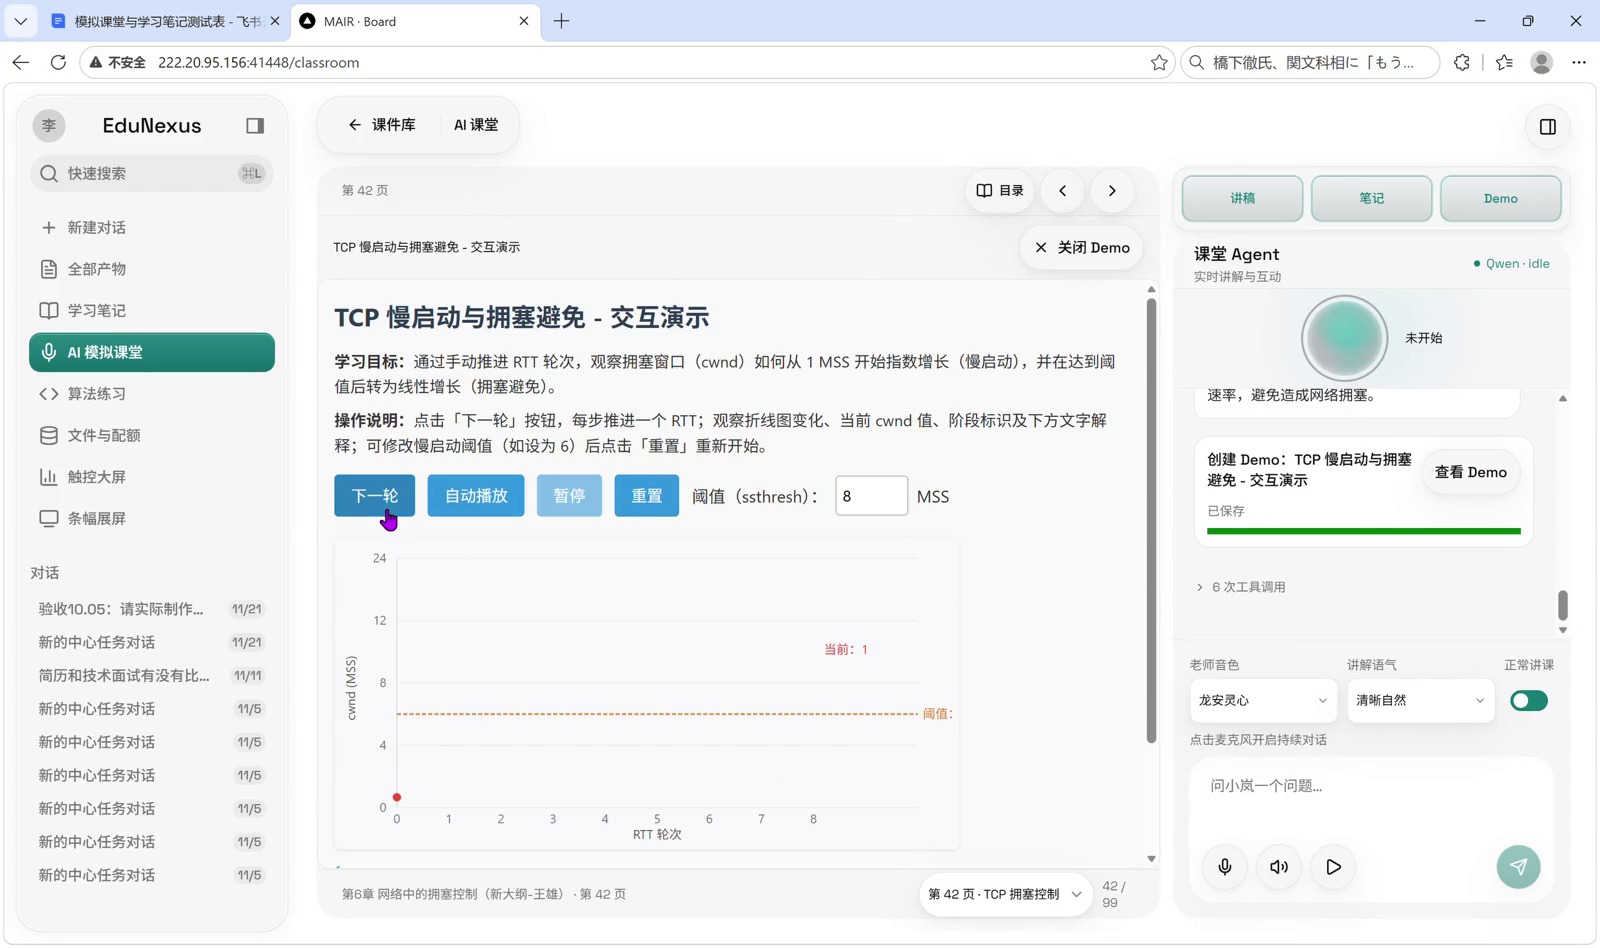 模拟课堂与学习笔记测试表 - 飞书
MAIR · Board
不安全
222.20.95.156:41448/classroom
橋下徹氏、関文科相に「もう...
李
EduNexus
快速搜索
⌘L
新建对话
全部产物
学习笔记
AI 模拟课堂
算法练习
文件与配额
触控大屏
条幅展屏
对话
验收10.05：请实际制作... 11/21
新的中心任务对话 11/21
简历和技术面试有没有比... 11/11
新的中心任务对话 11/5
新的中心任务对话 11/5
新的中心任务对话 11/5
新的中心任务对话 11/5
新的中心任务对话 11/5
新的中心任务对话 11/5
课件库
AI 课堂
第 42 页
目录
TCP 慢启动与拥塞避免 - 交互演示
关闭 Demo
TCP 慢启动与拥塞避免 - 交互演示
学习目标：通过手动推进 RTT 轮次，观察拥塞窗口（cwnd）如何从 1 MSS 开始指数增长（慢启动），并在达到阈
值后转为线性增长（拥塞避免）。
操作说明：点击「下一轮」按钮，每步推进一个 RTT；观察折线图变化、当前 cwnd 值、阶段标识及下方文字解
释；可修改慢启动阈值（如设为 6）后点击「重置」重新开始。
下一轮
自动播放
暂停
重置
阈值（ssthresh）：
8
MSS
24
12
8
4
0
cwnd (MSS)
当前：1
阈值：
0 1 2 3 4 5 6 7 8
RTT 轮次
第6章 网络中的拥塞控制（新大纲-王雄） · 第 42 页
第 42 页 · TCP 拥塞控制
42 /
99
讲稿
笔记
Demo
课堂 Agent
实时讲解与互动
Qwen · idle
未开始
速率，避免造成网络拥塞。
创建 Demo：TCP 慢启动与拥塞
避免 - 交互演示
查看 Demo
已保存
6 次工具调用
老师音色
讲解语气
正常讲课
龙安灵心
清晰自然
点击麦克风开启持续对话
问小岚一个问题...